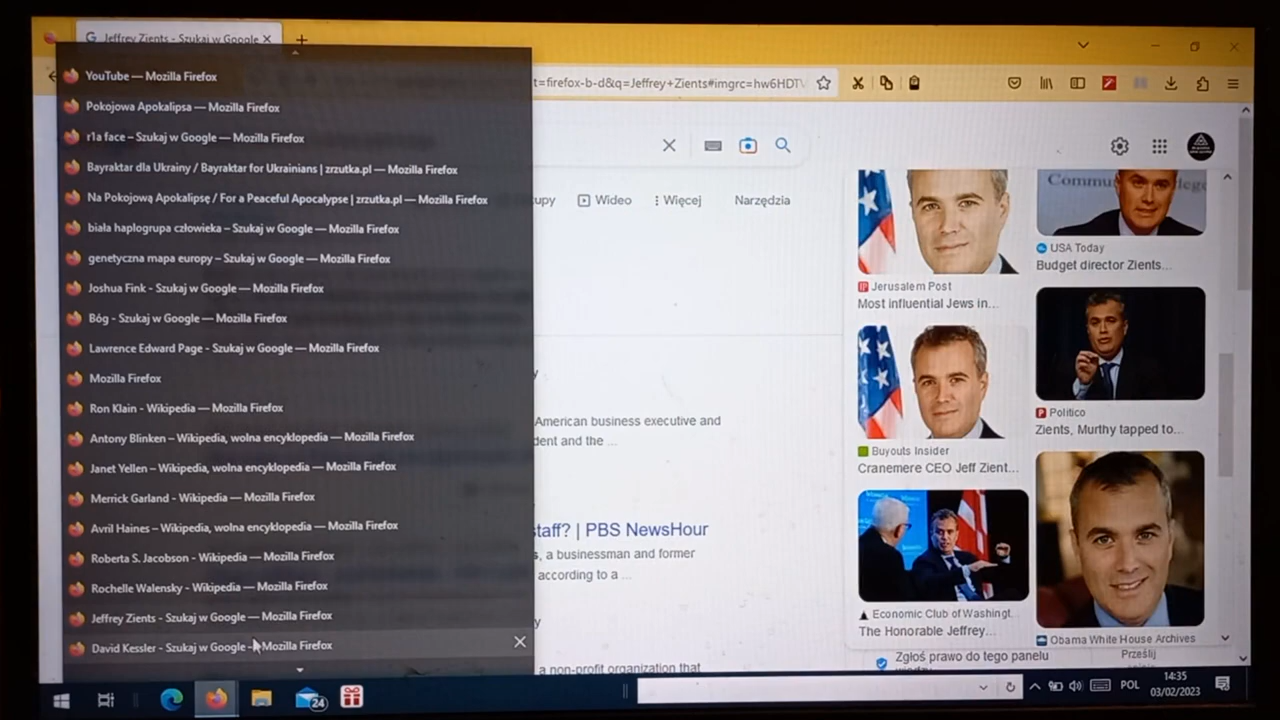 Jeffrey Zients - Szukaj w Google
YouTube — Mozilla Firefox
Pokojowa Apokalipsa — Mozilla Firefox
r1a face – Szukaj w Google — Mozilla Firefox
Bayraktar dla Ukrainy / Bayraktar for Ukrainians | zrzutka.pl — Mozilla Firefox
Na Pokojową Apokalipsę / For a Peaceful Apocalypse | zrzutka.pl — Mozilla Firefox
biała haplogrupa człowieka – Szukaj w Google — Mozilla Firefox
genetyczna mapa europy – Szukaj w Google — Mozilla Firefox
Joshua Fink - Szukaj w Google — Mozilla Firefox
Bóg - Szukaj w Google — Mozilla Firefox
Lawrence Edward Page - Szukaj w Google — Mozilla Firefox
Mozilla Firefox
Ron Klain - Wikipedia — Mozilla Firefox
Antony Blinken – Wikipedia, wolna encyklopedia — Mozilla Firefox
Janet Yellen – Wikipedia, wolna encyklopedia — Mozilla Firefox
Merrick Garland - Wikipedia — Mozilla Firefox
Avril Haines – Wikipedia, wolna encyklopedia — Mozilla Firefox
Roberta S. Jacobson - Wikipedia — Mozilla Firefox
Rochelle Walensky - Wikipedia — Mozilla Firefox
Jeffrey Zients - Szukaj w Google — Mozilla Firefox
David Kessler - Szukaj w Google — Mozilla Firefox
t=firefox-b-d&q=Jeffrey+Zients#imgrc=hw6HDT
upy Wideo Więcej Narzędzia
American business executive and
dent and the ...
staff? | PBS NewsHour
s, a businessman and former
according to a ...
a non-profit organization that
Jerusalem Post
Most influential Jews in...
Buyouts Insider
Cranemere CEO Jeff Zient...
Economic Club of Washingt.
The Honorable Jeffrey...
USA Today
Budget director Zients...
Politico
Zients, Murthy tapped to...
Obama White House Archives
Zgłoś prawo do tego panelu
Prześlij
24
POL
14:35
03/02/2023